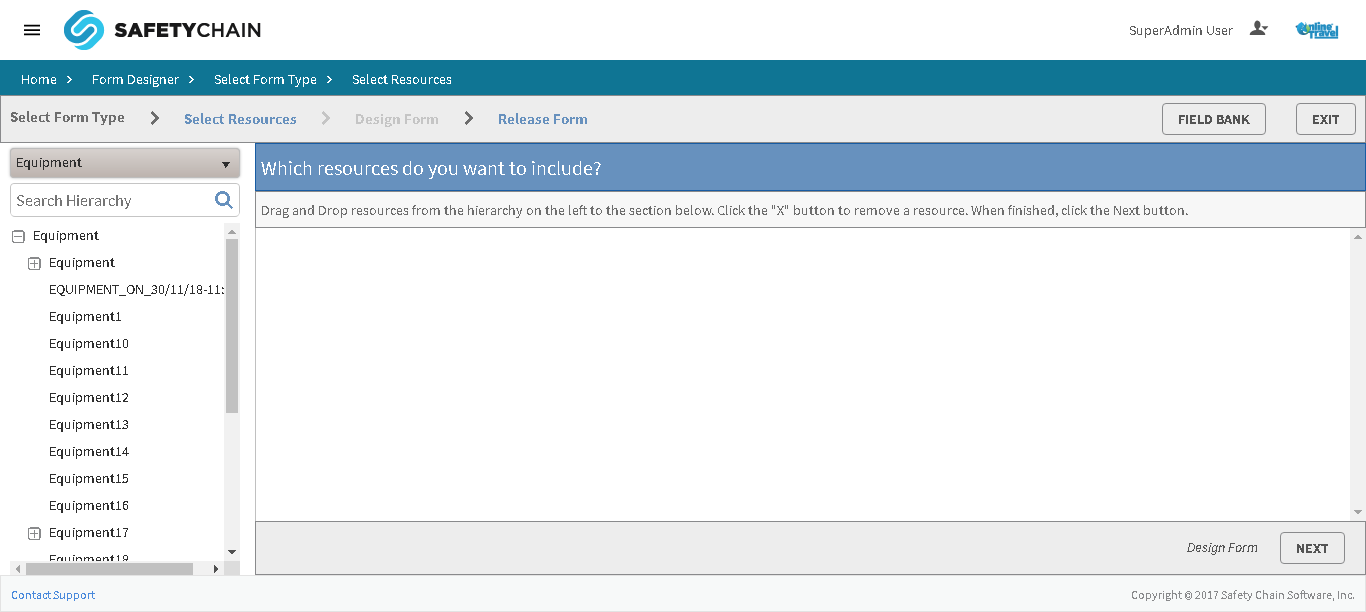 SAFETYCHAIN
SuperAdmin User
Online Travel
Home > Form Designer > Select Form Type > Select Resources
Select Form Type > Select Resources > Design Form > Release Form
FIELD BANK
EXIT
Equipment
Search Hierarchy
Equipment
Equipment
EQUIPMENT_ON_30/11/18-11:
Equipment1
Equipment10
Equipment11
Equipment12
Equipment13
Equipment14
Equipment15
Equipment16
Equipment17
Equipment18
Which resources do you want to include?
Drag and Drop resources from the hierarchy on the left to the section below. Click the "X" button to remove a resource. When finished, click the Next button.
Design Form
NEXT
Contact Support
Copyright © 2017 Safety Chain Software, Inc.